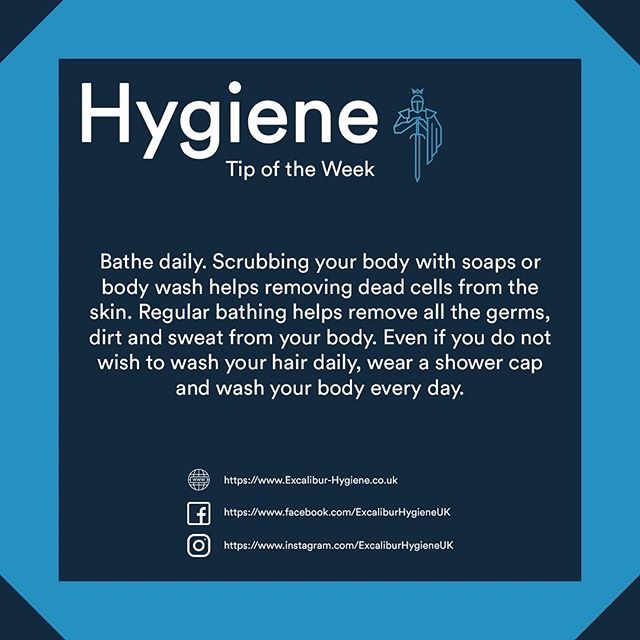 Hygiene
Tip of the Week
Bathe daily. Scrubbing your body with soaps or
body wash helps removing dead cells from the
skin. Regular bathing helps remove all the germs,
dirt and sweat from your body. Even if you do not
wish to wash your hair daily, wear a shower cap
and wash your body every day.
WWW
https://www.Excalibur-Hygiene.co.uk
https://www.facebook.com/ExcaliburHygieneUK
https://www.instagram.com/ExcaliburHygieneUK